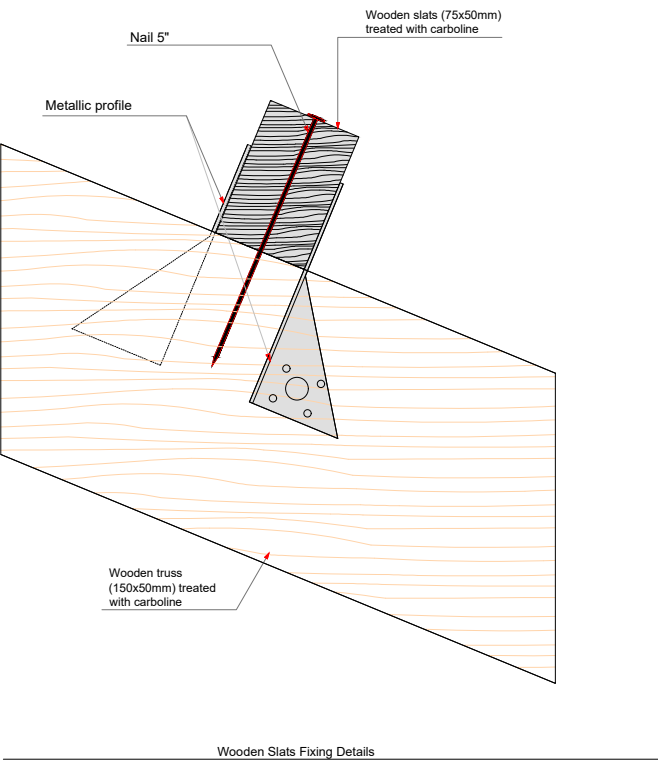 Wooden slats (75x50mm)
treated with carboline
Nail 5"
Metallic profile
Wooden truss
(150x50mm) treated
with carboline
Wooden Slats Fixing Details